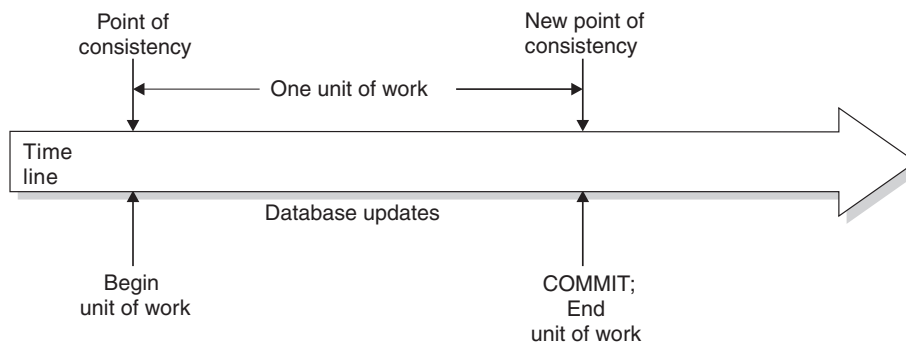 Point of
consistency
New point of
consistency
One unit of work
Time
line
Database updates
Begin
unit of work
COMMIT;
End
unit of work